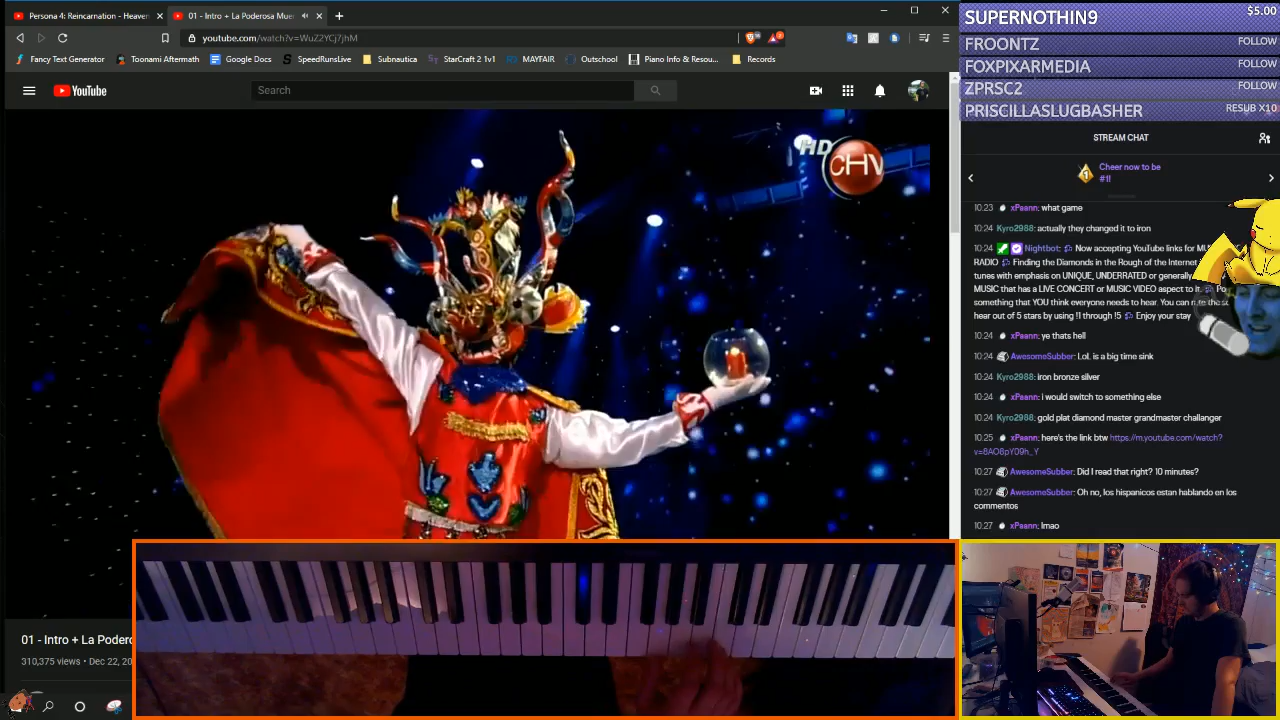 Persona 4: Reincarnation - Heaven
01 - Intro + La Poderosa Muer
youtube.com/watch?v=WuZ2YCj7jhM
Fancy Text Generator
Toonami Aftermath
Google Docs
SpeedRunsLive
Subnautica
StarCraft 2 1v1
MAYFAIR
Outschool
Piano Info & Resou...
Records
YouTube
Search
HD
CHV
01 - Intro + La Podero
310,375 views • Dec 22, 20
$5.00
SUPERNOTHIN9
FROONTZ FOLLOW
FOXPIXARMEDIA FOLLOW
ZPRSC2 FOLLOW
PRISCILLASLUGBASHER RESUB X10
STREAM CHAT
1
Cheer now to be
#1!
10:23 xPaann: what game
10:24 Kyro2988: actually they changed it to iron
10:24 Nightbot: Now accepting YouTube links for MU
RADIO Finding the Diamonds in the Rough of the Internet
tunes with emphasis on UNIQUE, UNDERRATED or generally
MUSIC that has a LIVE CONCERT or MUSIC VIDEO aspect to it. Po
something that YOU think everyone needs to hear. You can rate the
hear out of 5 stars by using !1 through !5 Enjoy your stay
10:24 xPaann: ye thats hell
10:24 AwesomeSubber: LoL is a big time sink
10:24 Kyro2988: iron bronze silver
10:24 xPaann: i would switch to something else
10:24 Kyro2988: gold plat diamond master grandmaster challanger
10:25 xPaann: here's the link btw https://m.youtube.com/watch?
v=8AO8pY09h_Y
10:27 AwesomeSubber: Did I read that right? 10 minutes?
10:27 AwesomeSubber: Oh no, los hispanicos estan hablando en los
commentos
10:27 xPaann: lmao